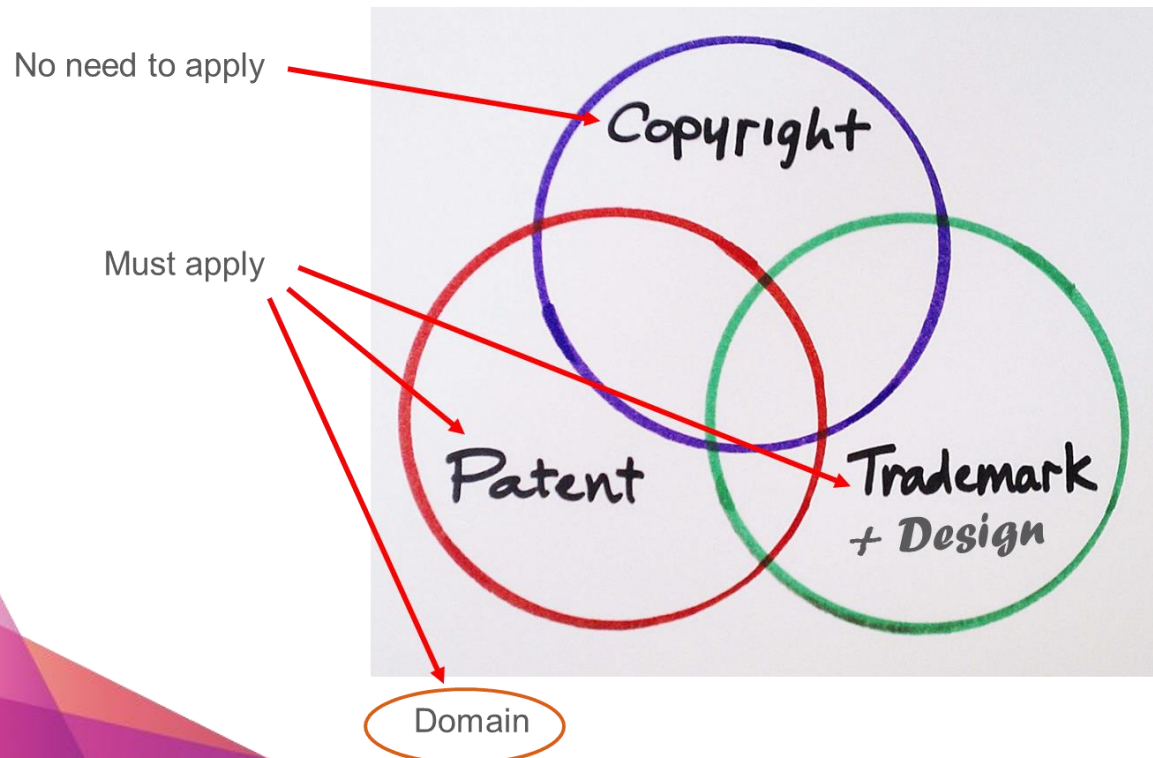 No need to apply
Copyright
Must apply
Patent
Trademark
+ Design
Domain